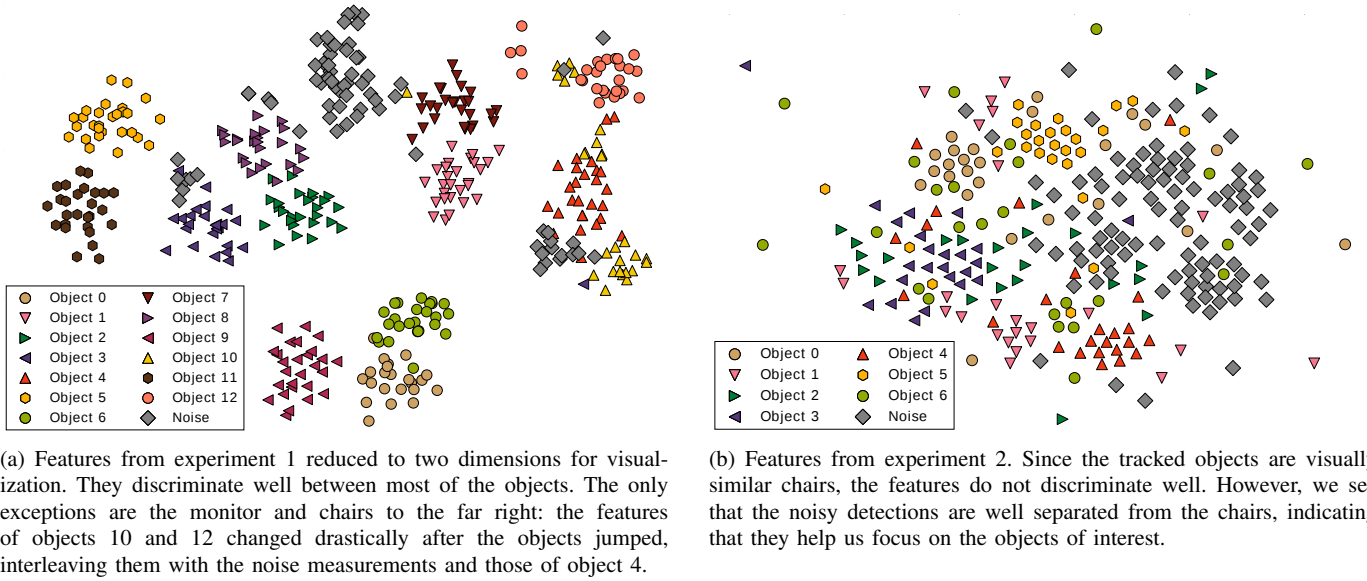 Object 0
Object 1
Object 2
Object 3
Object 4
Object 5
Object 6
Object 7
Object 8
Object 9
Object 10
Object 11
Object 12
Noise
(a) Features from experiment 1 reduced to two dimensions for visual-
ization. They discriminate well between most of the objects. The only
exceptions are the monitor and chairs to the far right: the features
of objects 10 and 12 changed drastically after the objects jumped,
interleaving them with the noise measurements and those of object 4.
Object 0
Object 1
Object 2
Object 3
Object 4
Object 5
Object 6
Noise
(b) Features from experiment 2. Since the tracked objects are visuall
similar chairs, the features do not discriminate well. However, we se
that the noisy detections are well separated from the chairs, indicatin
that they help us focus on the objects of interest.